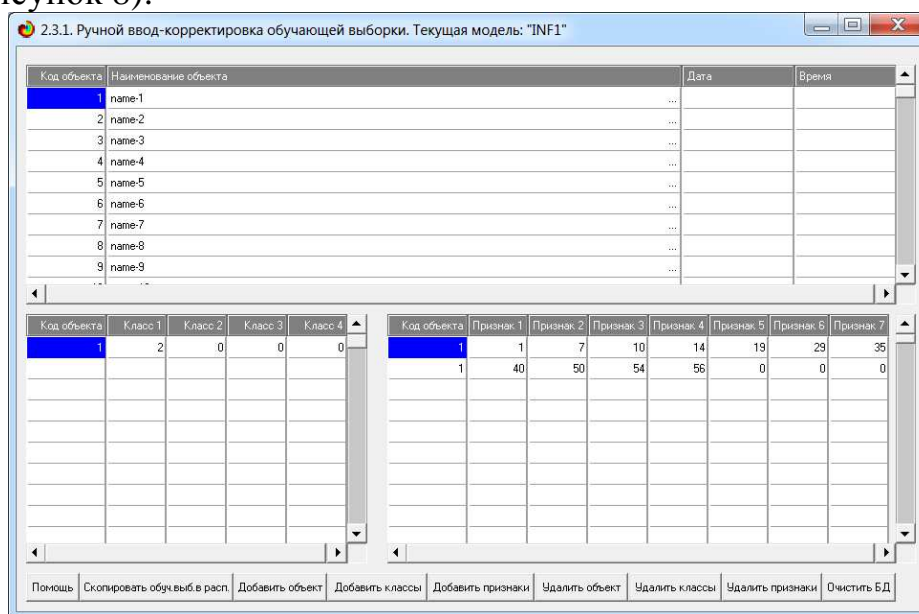 исунок 8).
2.3.1. Ручной ввод-корректировка обучающей выборки. Текущая модель: "INF1"
Код объекта Наименование объекта Дата Время
1 name-1 ...
2 name-2 ...
3 name-3 ...
4 name-4 ...
5 name-5 ...
6 name-6 ...
7 name-7 ...
8 name-8 ...
9 name-9 ...
Код объекта Класс 1 Класс 2 Класс 3 Класс 4
1 2 0 0 0
Код объекта Признак 1 Признак 2 Признак 3 Признак 4 Признак 5 Признак 6 Признак 7
1 1 7 10 14 19 29 35
1 40 50 54 56 0 0 0
Помощь Скопировать обуч.выб.в расп. Добавить объект Добавить классы Добавить признаки Удалить объект Удалить классы Удалить признаки Очистить БД